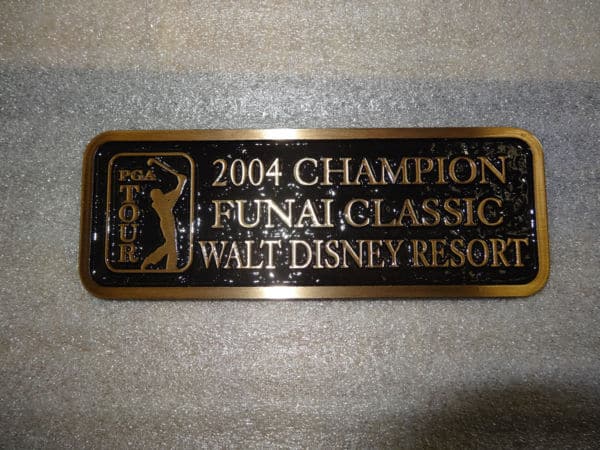 PGA
TOUR
2004 CHAMPION
FUNAI CLASSIC
WALT DISNEY RESORT